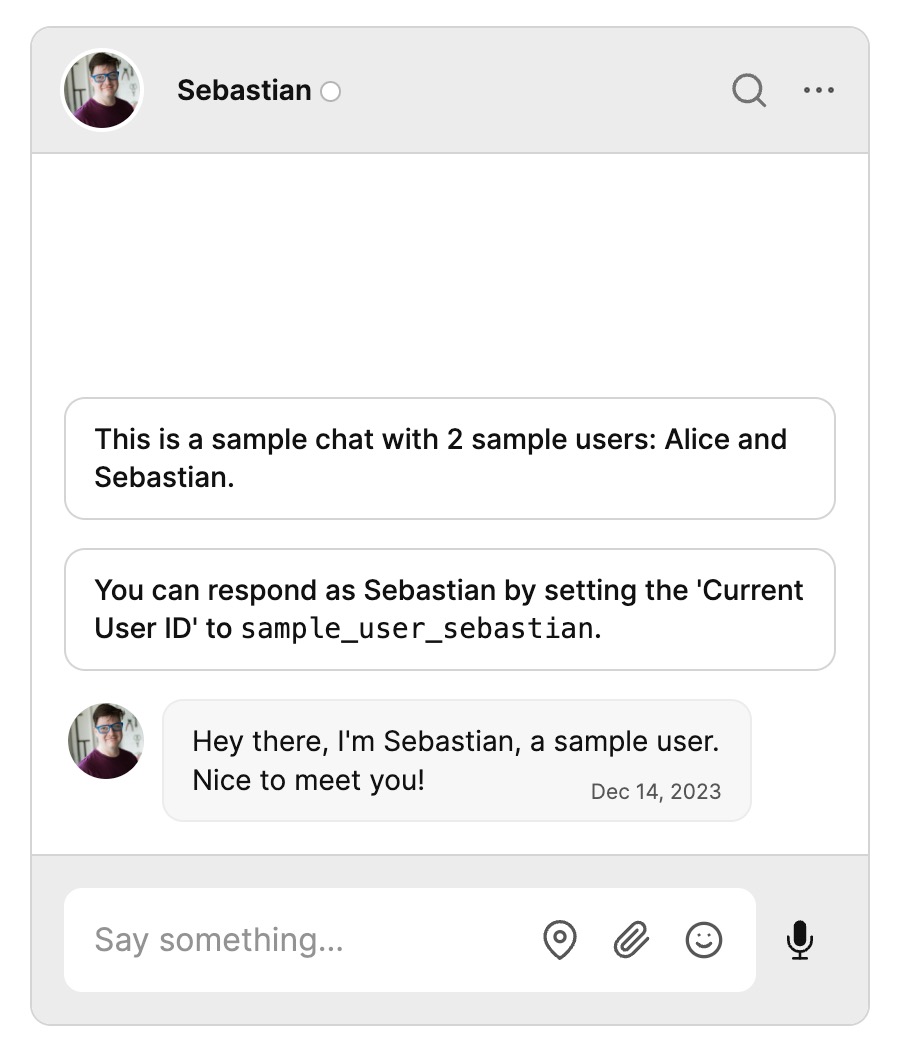 Sebastian
This is a sample chat with 2 sample users: Alice and
Sebastian.
You can respond as Sebastian by setting the 'Current
User ID' to sample_user_sebastian.
Hey there, I'm Sebastian, a sample user.
Nice to meet you!
Dec 14, 2023
Say something...